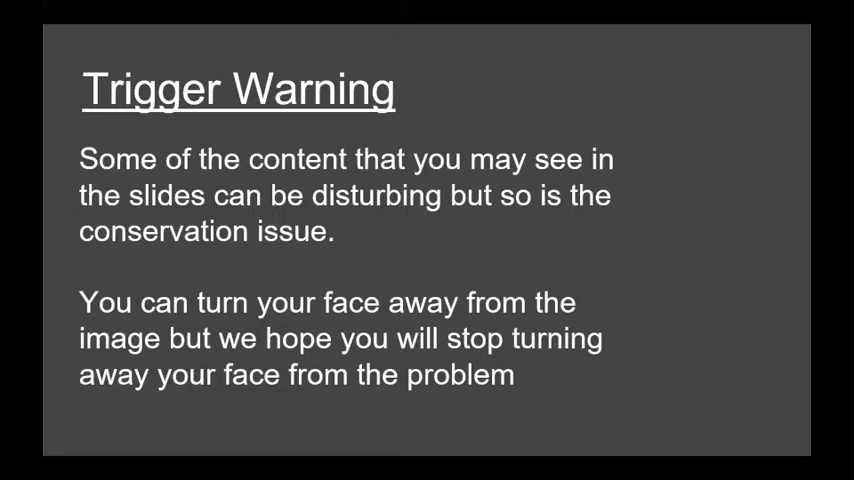 Trigger Warning
Some of the content that you may see in
the slides can be disturbing but so is the
conservation issue.
You can turn your face away from the
image but we hope you will stop turning
away your face from the problem